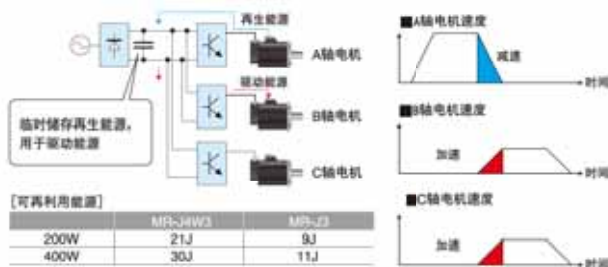 再生能源
A轴电机
驱动能源
B轴电机
C轴电机
临时储存再生能源,
用于驱动能源
[可再利用能源]
MR-J4W3 MR-J3
200W 21J 9J
400W 30J 11J
■A轴电机速度
减速
时间
■B轴电机速度
加速
时间
■C轴电机速度
加速
时间